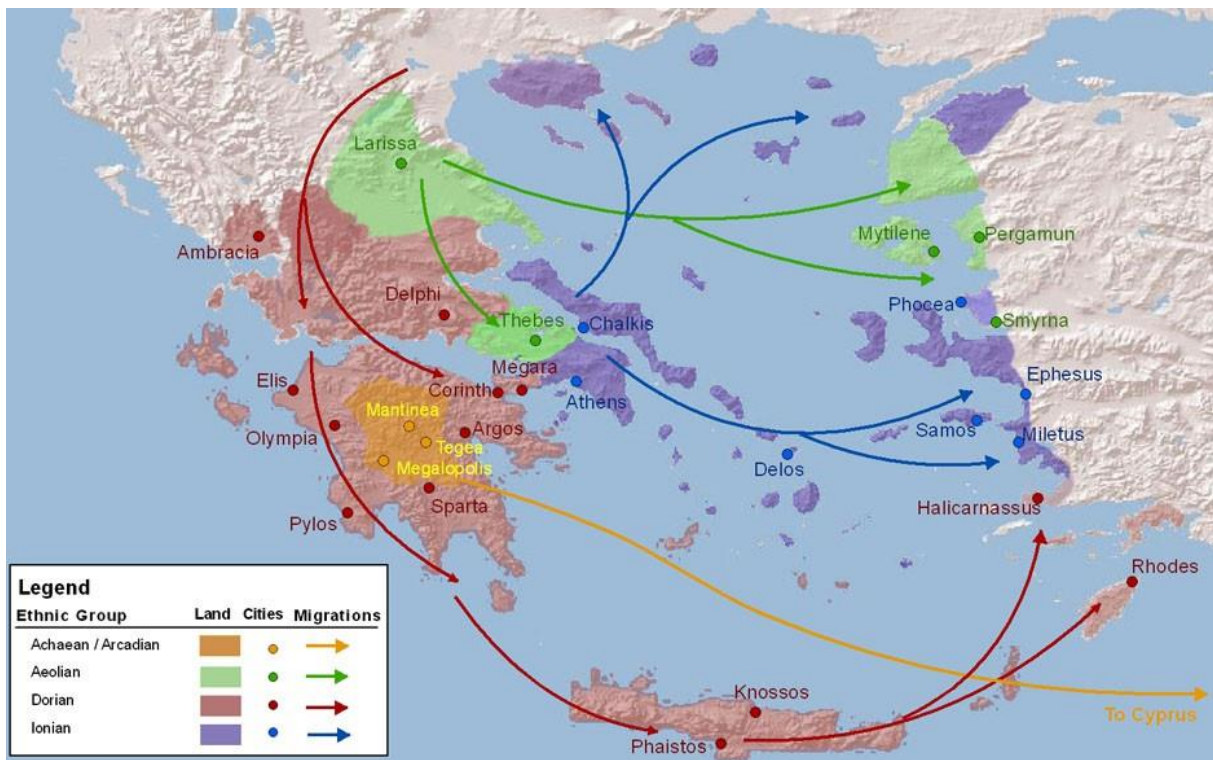 Larissa
Ambracia
Mytilene
Pergamun
Delphi
Phocea
Thebes
Chalkis
Smyrna
Megara
Elis
Corinth
Ephesus
Athens
Mantinea
Samos
Olympia
Argos
Miletus
Tegea
Delos
Megalopolis
Sparta
Halicarnassus
Pylos
Rhodes
Knossos
To Cyprus
Phaistos
Legend
Ethnic Group Land Cities Migrations
Achaean / Arcadian
Aeolian
Dorian
Ionian